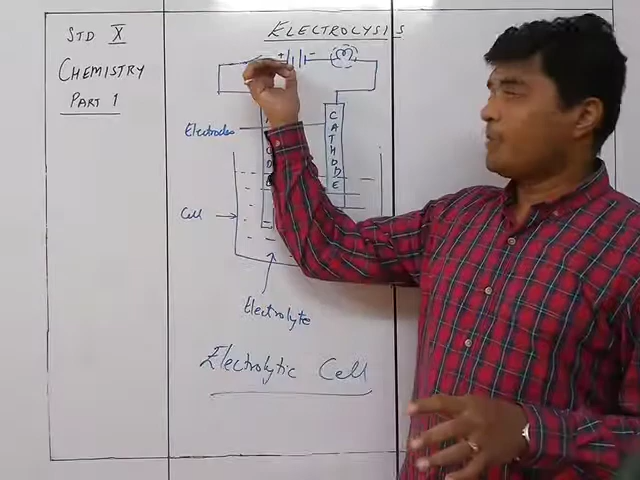 STD X
CHEMISTRY
PART 1
ELECTROLYSIS
+ -
Electrodes
CATHODE
Cell
Electrolyte
Electrolytic Cell